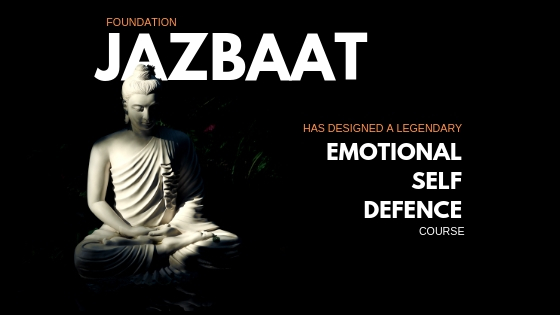 FOUNDATION
JAZBAAT
HAS DESIGNED A LEGENDARY
EMOTIONAL
SELF
DEFENCE
COURSE